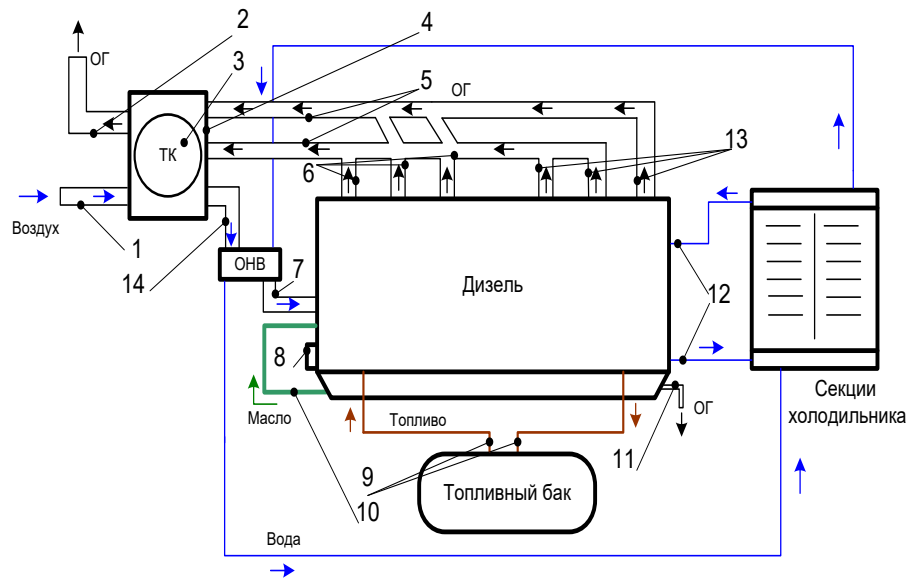 2
3
4
ОГ
5
ОГ
ТК
13
6
Воздух
1
14
ОНВ
7
Дизель
12
8
Секции
холодильника
Масло
Топливо
ОГ
11
9
10
Топливный бак
Вода